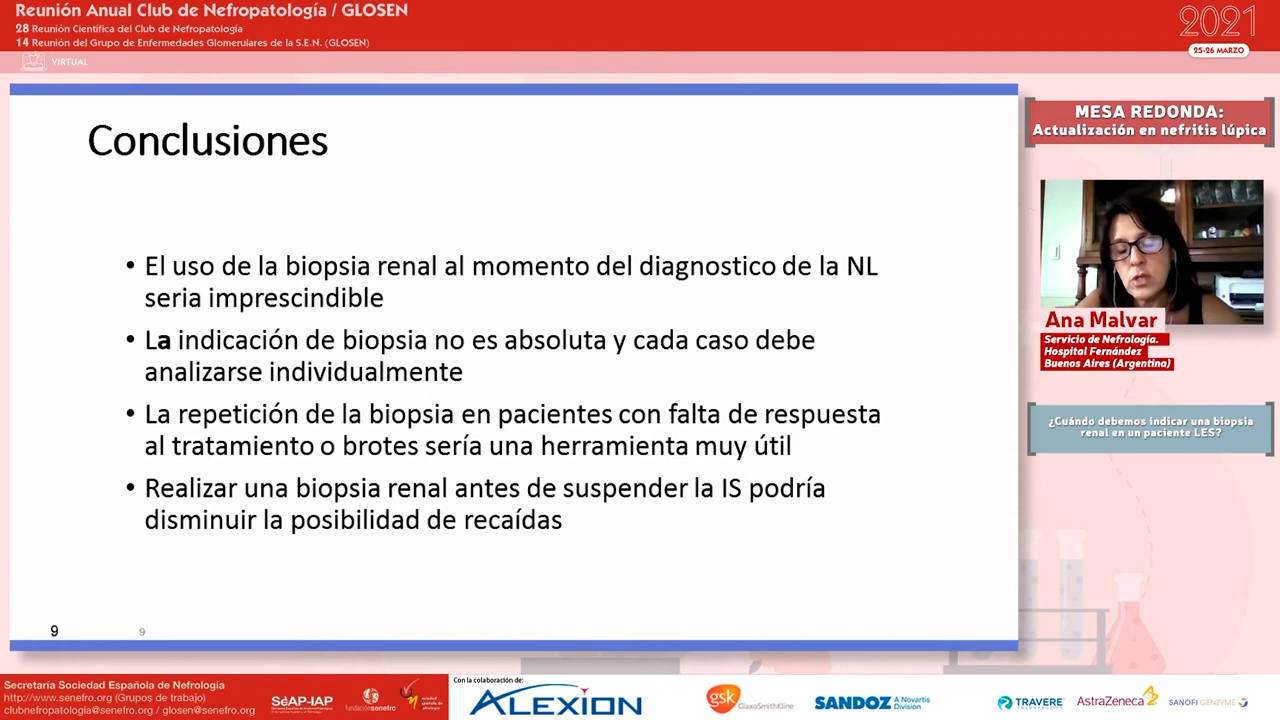 Reunión Anual Club de Nefropatología / GLOSEN
28 Reunión Científica del Club de Nefropatología
14 Reunión del Grupo de Enfermedades Glomerulares de la S.E.N. (GLOSEN)
VIRTUAL
2021
25-26 MARZO
Conclusiones
• El uso de la biopsia renal al momento del diagnostico de la NL
seria imprescindible
• La indicación de biopsia no es absoluta y cada caso debe
analizarse individualmente
• La repetición de la biopsia en pacientes con falta de respuesta
al tratamiento o brotes sería una herramienta muy útil
• Realizar una biopsia renal antes de suspender la IS podría
disminuir la posibilidad de recaídas
9
9
MESA REDONDA:
Actualización en nefritis lúpica
Ana Malvar
Servicio de Nefrología.
Hospital Fernández
Buenos Aires (Argentina)
¿Cuándo debemos indicar una biopsia
renal en un paciente LES?
Secretaría Sociedad Española de Nefrología
http://www.senefro.org (Grupos de trabajo)
clubnefropatologia@senefro.org / glosen@senefro.org
SEAP-IAP
fundaciónsenefro
Con la colaboración de:
ALEXION
gsk
GlaxoSmithKline
SANDOZ A Novartis
Division
TRAVERE
AstraZeneca
SANOFI GENZYME